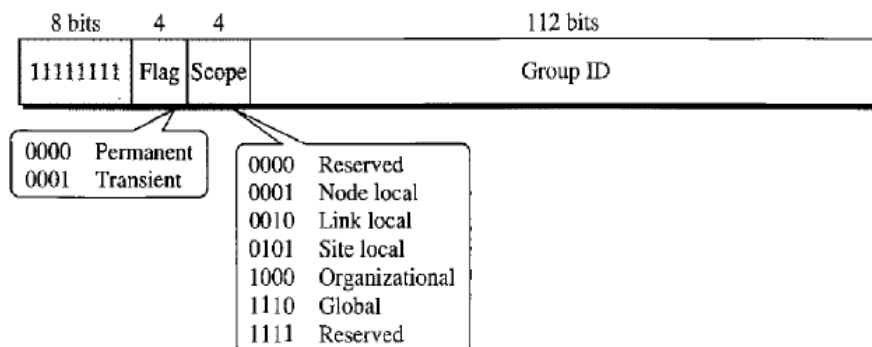 8 bits 4 4 112 bits
11111111 Flag Scope Group ID
0000 Permanent
0001 Transient
0000 Reserved
0001 Node local
0010 Link local
0101 Site local
1000 Organizational
1110 Global
1111 Reserved